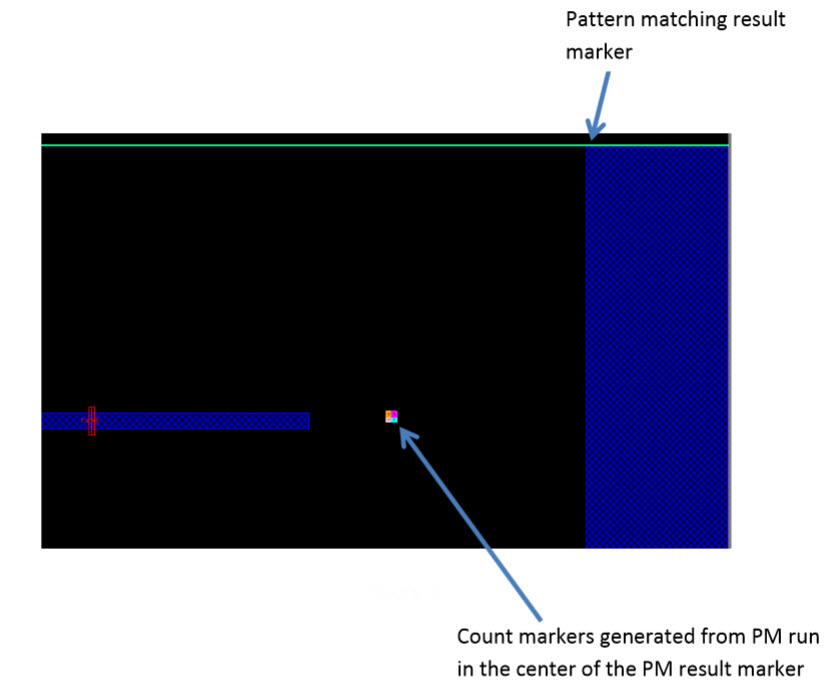 Pattern matching result
marker
Count markers generated from PM run
in the center of the PM result marker